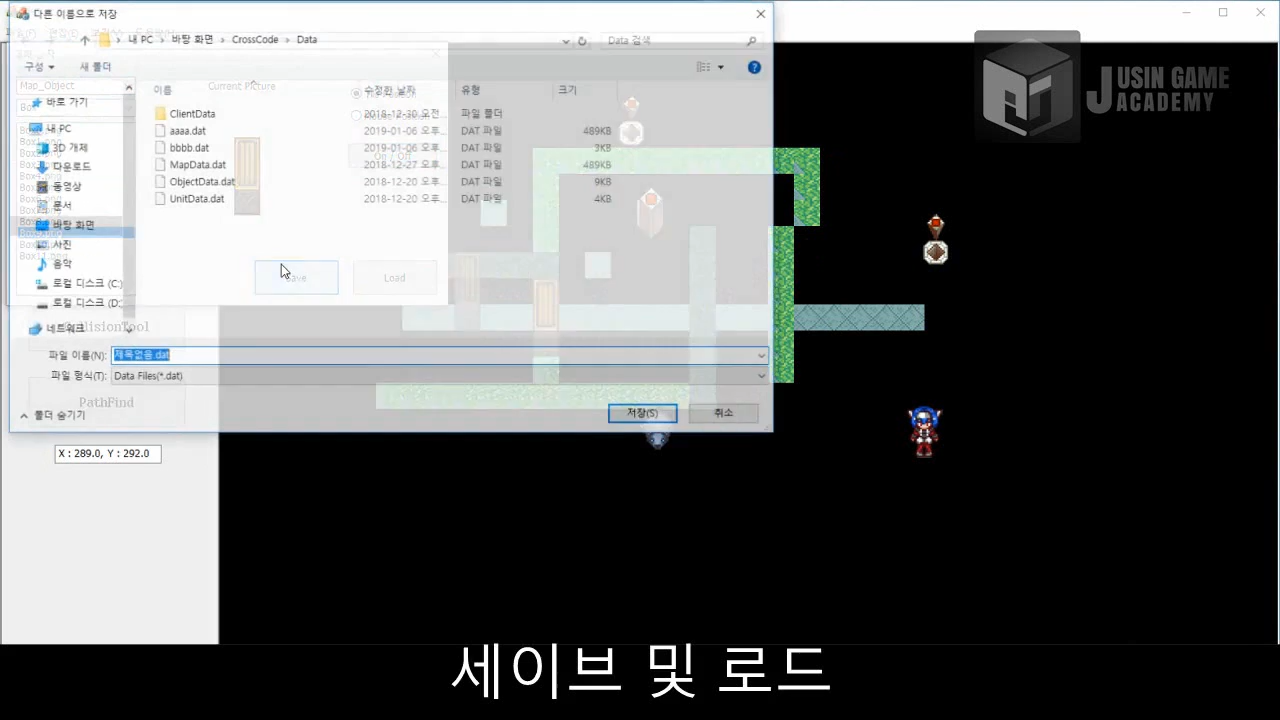 다른 이름으로 저장
내 PC > 바탕 화면 > CrossCode > Data
Data 검색
구성
새 폴더
Map_Object
Current Picture
이름
수정한 날짜
유형
크기
바로 가기
내 PC
3D 개체
다운로드
동영상
문서
바탕 화면
사진
음악
로컬 디스크 (C:)
로컬 디스크 (D:)
네트워크
ClientData 2018-12-30 오전... 파일 폴더
aaaa.dat 2019-01-06 오후... DAT 파일 489KB
bbbb.dat 2019-01-06 오후... DAT 파일 3KB
MapData.dat 2018-12-27 오후... DAT 파일 489KB
ObjectData.dat 2018-12-20 오후... DAT 파일 9KB
UnitData.dat 2018-12-20 오후... DAT 파일 4KB
On / Off
Save
Load
CollisionTool
파일 이름(N): 제목없음.dat
파일 형식(T): Data Files(*.dat)
PathFind
폴더 숨기기
저장(S)
취소
X : 289.0, Y : 292.0
JUSIN GAME
ACADEMY
세이브 및 로드